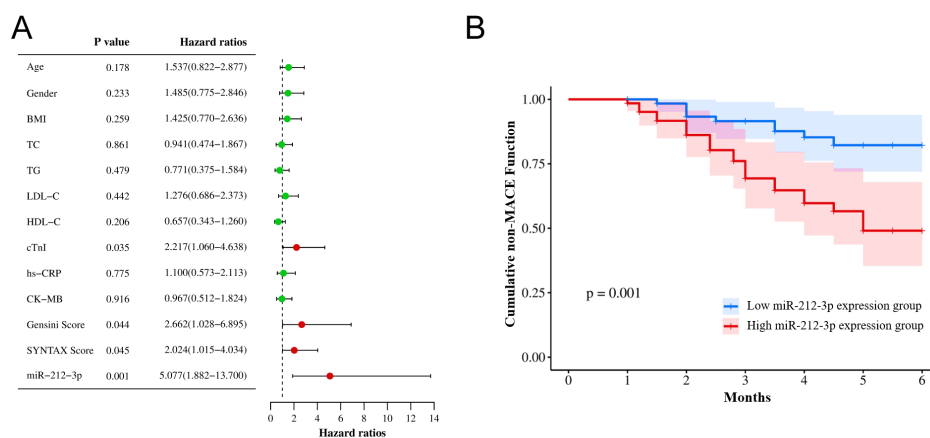 A
P value Hazard ratios
Age 0.178 1.537(0.822−2.877)
Gender 0.233 1.485(0.775−2.846)
BMI 0.259 1.425(0.770−2.636)
TC 0.861 0.941(0.474−1.867)
TG 0.479 0.771(0.375−1.584)
LDL−C 0.442 1.276(0.686−2.373)
HDL−C 0.206 0.657(0.343−1.260)
cTnI 0.035 2.217(1.060−4.638)
hs−CRP 0.775 1.100(0.573−2.113)
CK−MB 0.916 0.967(0.512−1.824)
Gensini Score 0.044 2.662(1.028−6.895)
SYNTAX Score 0.045 2.024(1.015−4.034)
miR−212−3p 0.001 5.077(1.882−13.700)
0 2 4 6 8 10 12 14
Hazard ratios
B
Cumulative non-MACE Function
1.00
0.75
0.50
0.25
0.00
p = 0.001
Low miR-212-3p expression group
High miR-212-3p expression group
0 1 2 3 4 5 6
Months